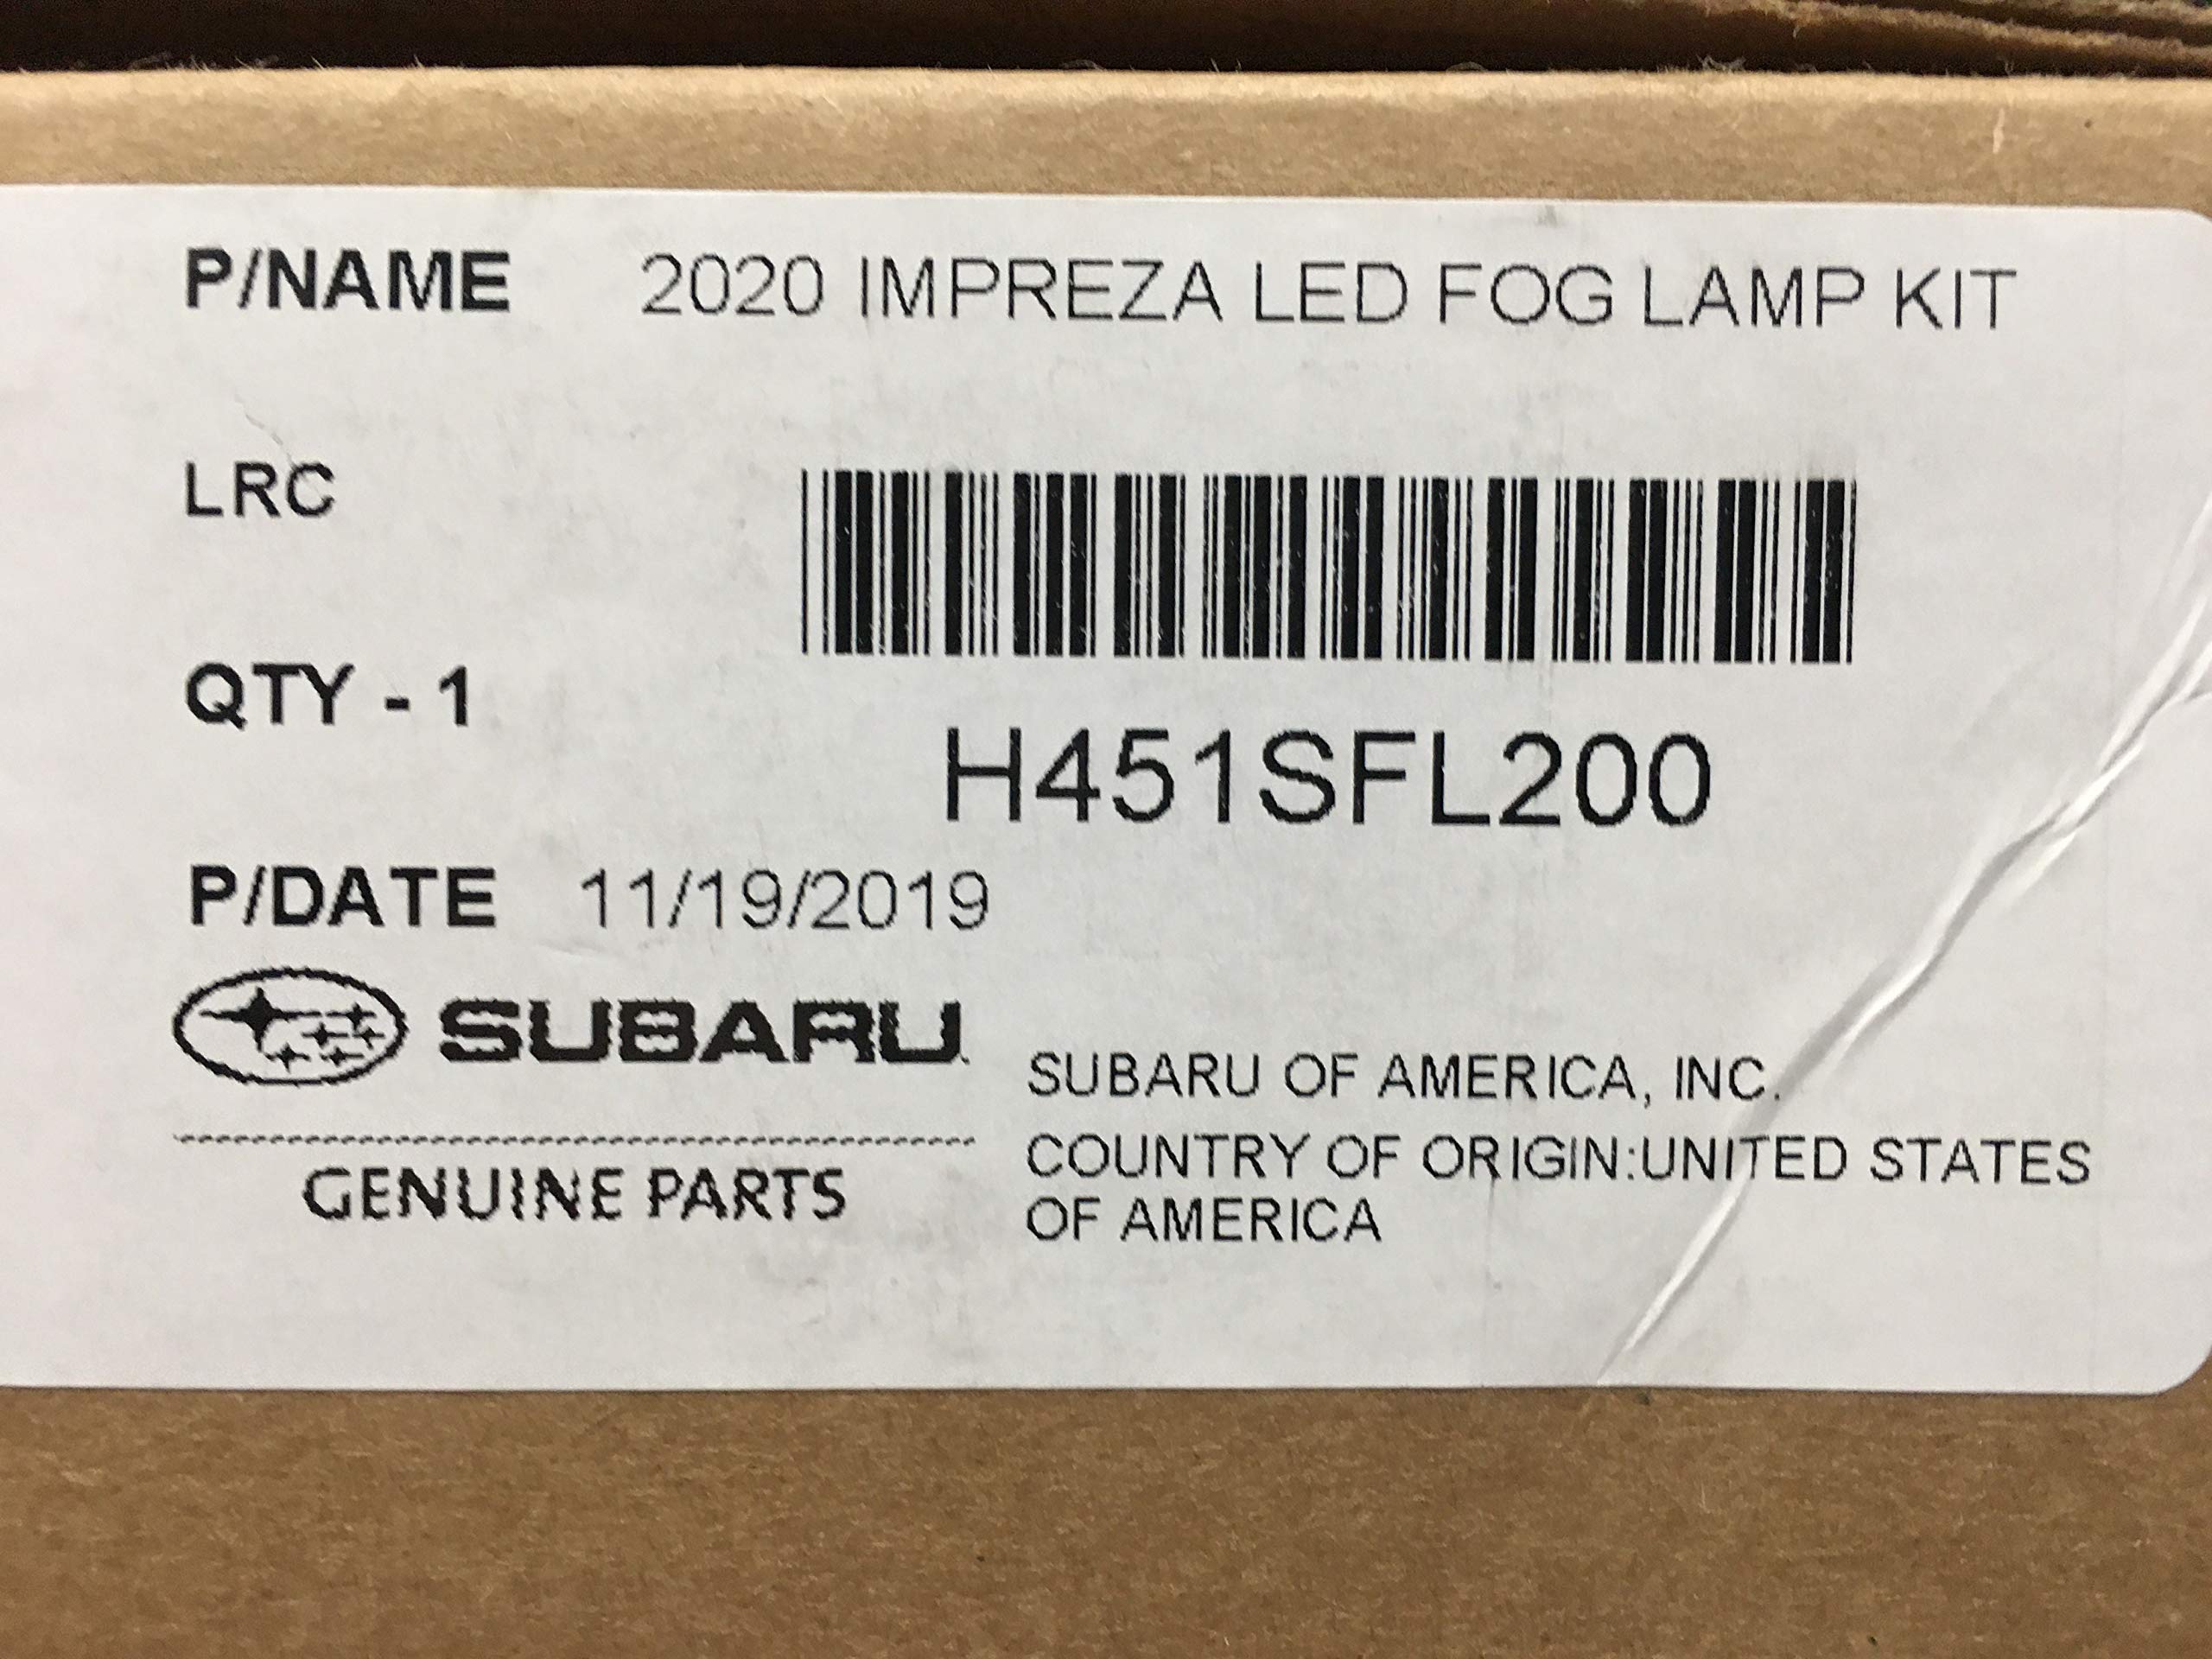 P/NAME 2020 IMPREZA LED FOG LAMP KIT
LRC
QTY - 1
H451SFL200
P/DATE 11/19/2019
SUBARU
GENUINE PARTS
SUBARU OF AMERICA, INC.
COUNTRY OF ORIGIN:UNITED STATES
OF AMERICA